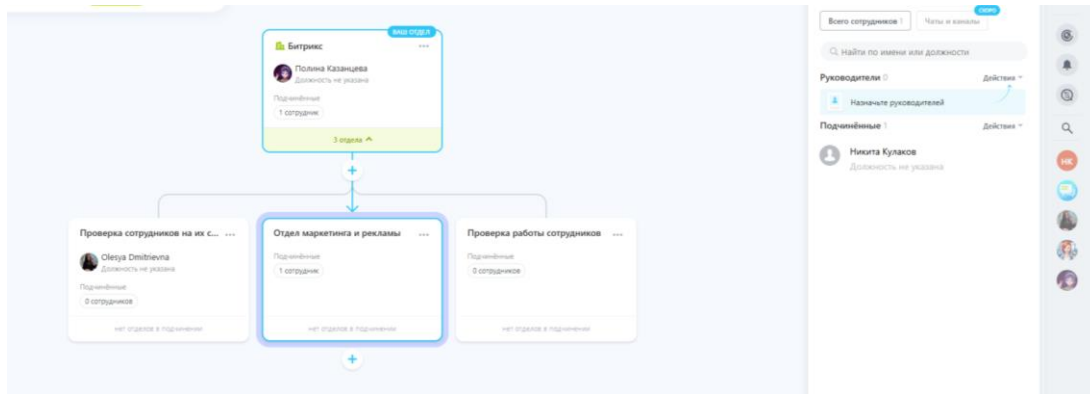 ВАШ ОТДЕЛ
Битрикс
Полина Казанцева
Должность не указана
Подчинённые
1 сотрудник
3 отдела
Проверка сотрудников на их с...
Olesya Dmitrievna
Должность не указана
Подчинённые
0 сотрудников
нет отделов в подчинении
Отдел маркетинга и рекламы
Подчинённые
1 сотрудник
нет отделов в подчинении
Проверка работы сотрудников
Подчинённые
0 сотрудников
нет отделов в подчинении
СКОРО
Всего сотрудников 1
Чаты и каналы
Найти по имени или должности
Руководители 0
Действия
Назначьте руководителей
Подчинённые 1
Действия
Никита Кулаков
Должность не указана
НК